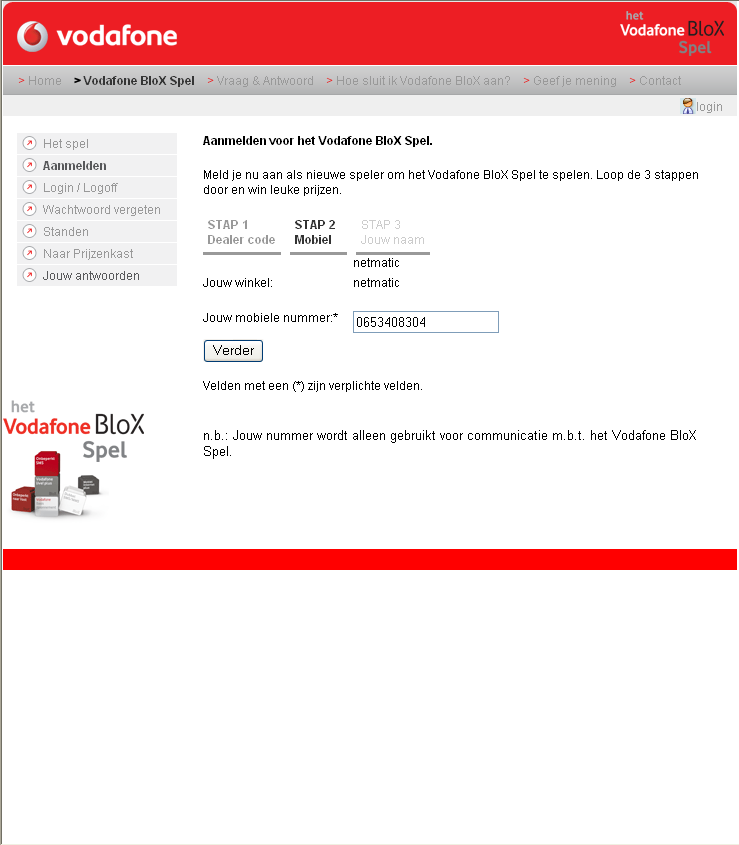 vodafone
het
Vodafone BloX
Spel
> Home > Vodafone BloX Spel > Vraag & Antwoord > Hoe sluit ik Vodafone BloX aan? > Geef je mening > Contact
login
Het spel
Aanmelden
Login / Logoff
Wachtwoord vergeten
Standen
Naar Prijzenkast
Jouw antwoorden
Aanmelden voor het Vodafone BloX Spel.
Meld je nu aan als nieuwe speler om het Vodafone BloX Spel te spelen. Loop de 3 stappen
door en win leuke prijzen.
STAP 1 STAP 2 STAP 3
Dealer code Mobiel Jouw naam
netmatic
Jouw winkel: netmatic
Jouw mobiele nummer:* 0653408304
Verder
Velden met een (*) zijn verplichte velden.
n.b.: Jouw nummer wordt alleen gebruikt voor communicatie m.b.t. het Vodafone BloX
Spel.
het
Vodafone BloX
Spel